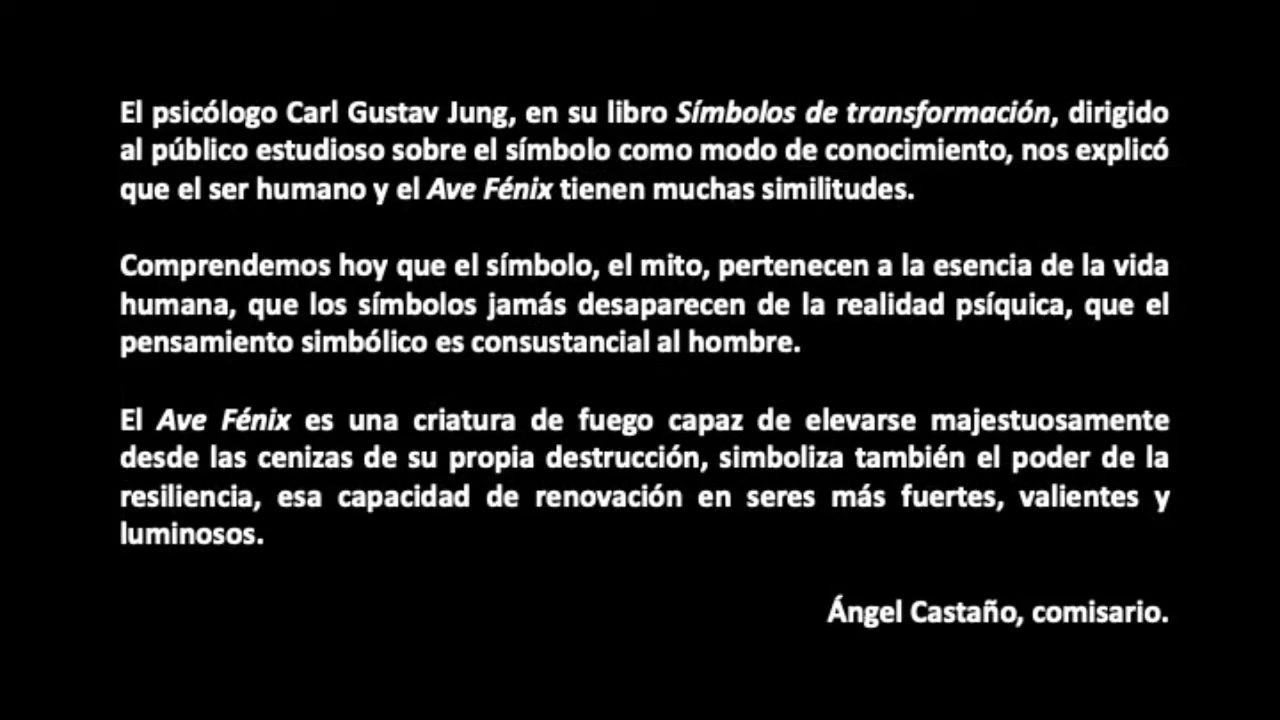 El psicólogo Carl Gustav Jung, en su libro Símbolos de transformación, dirigido
al público estudioso sobre el símbolo como modo de conocimiento, nos explicó
que el ser humano y el Ave Fénix tienen muchas similitudes.
Comprendemos hoy que el símbolo, el mito, pertenecen a la esencia de la vida
humana, que los símbolos jamás desaparecen de la realidad psíquica, que el
pensamiento simbólico es consustancial al hombre.
El Ave Fénix es una criatura de fuego capaz de elevarse majestuosamente
desde las cenizas de su propia destrucción, simboliza también el poder de la
resiliencia, esa capacidad de renovación en seres más fuertes, valientes y
luminosos.
Ángel Castaño, comisario.